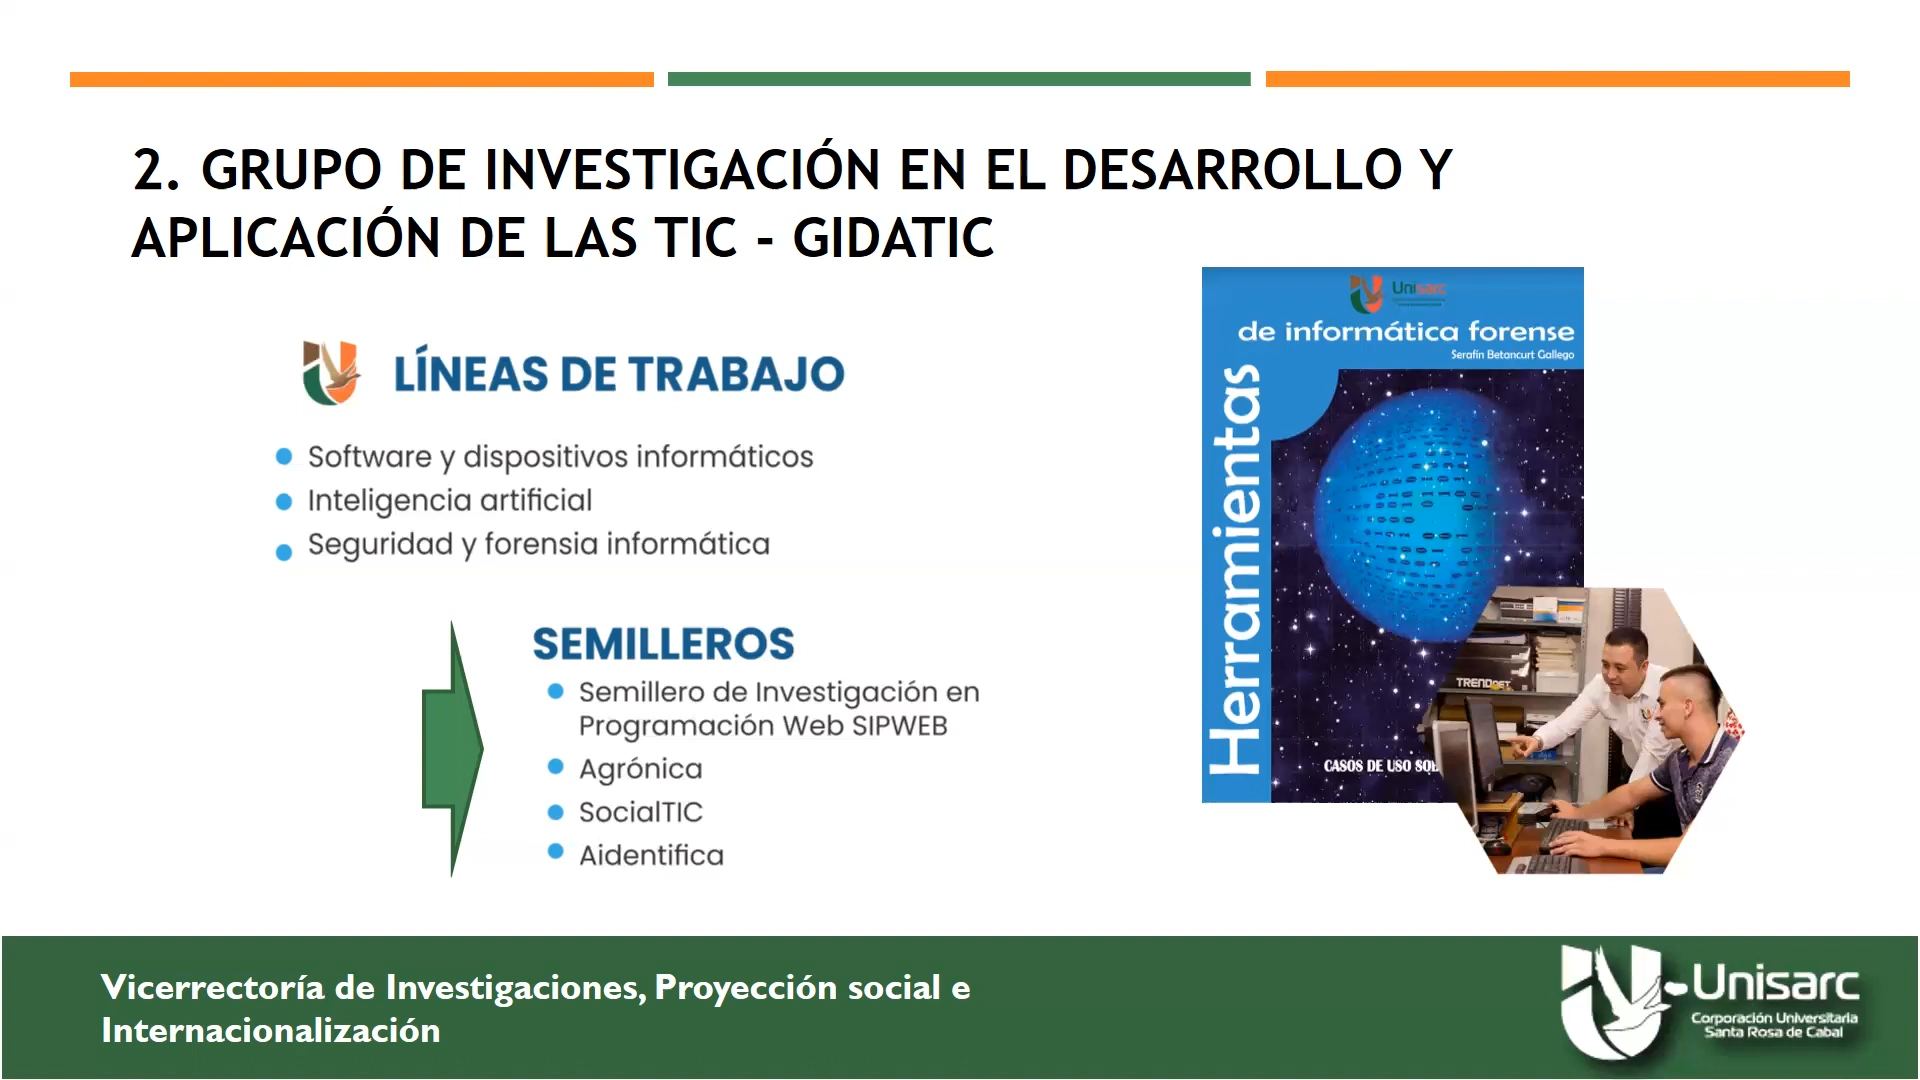 2. GRUPO DE INVESTIGACIÓN EN EL DESARROLLO Y
APLICACIÓN DE LAS TIC - GIDATIC
LÍNEAS DE TRABAJO
Software y dispositivos informáticos
Inteligencia artificial
Seguridad y forensia informática
SEMILLEROS
Semillero de Investigación en
Programación Web SIPWEB
Agrónica
SocialTIC
Aidentifica
Unisarc
de informática forense
Serafín Betancurt Gallego
Herramientas
CASOS DE USO
TRENDNET
Vicerrectoría de Investigaciones, Proyección social e
Internacionalización
Unisarc
Corporación Universitaria
Santa Rosa de Cabal